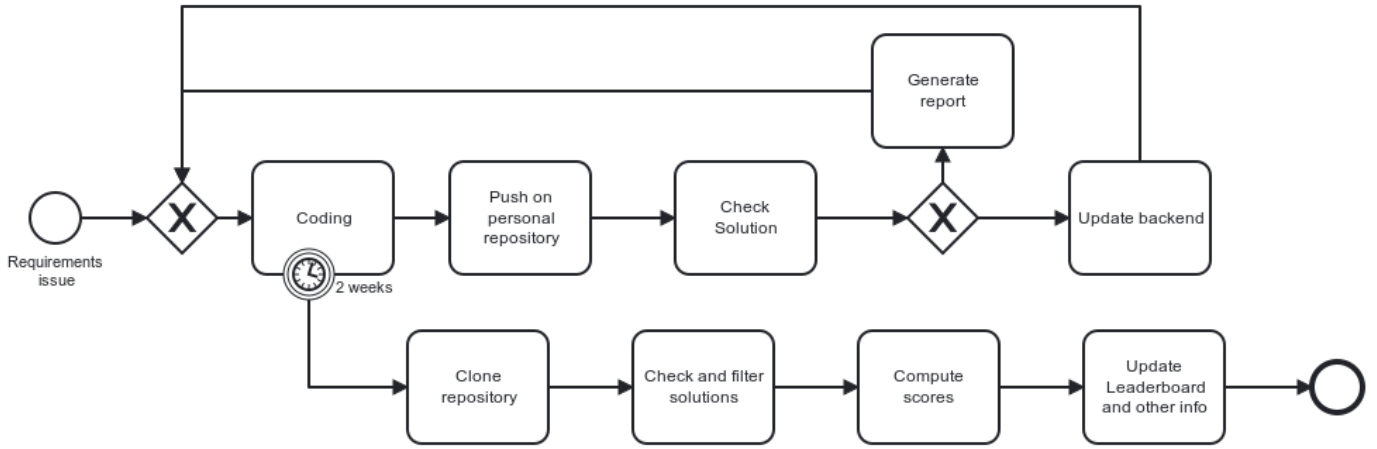 Generate
report
Requirements
issue
Coding
2 weeks
Push on
personal
repository
Check
Solution
Update backend
Clone
repository
Check and filter
solutions
Compute
scores
Update
Leaderboard
and other info